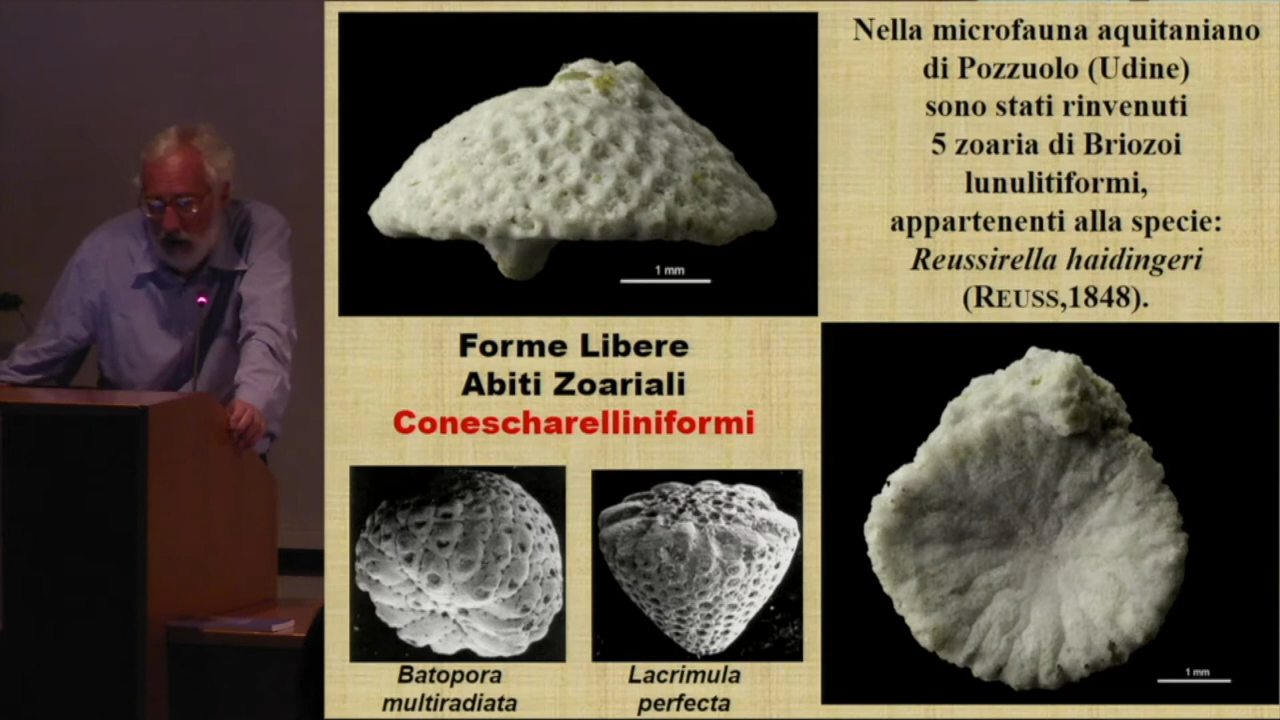 Nella microfauna aquitaniano
di Pozzuolo (Udine)
sono stati rinvenuti
5 zoaria di Briozoi
lunulitiformi,
appartenenti alla specie:
Reussirella haidingeri
(REUSS,1848).
1 mm
Forme Libere
Abiti Zoariali
Conescharelliniformi
Batopora
multiradiata
Lacrimula
perfecta
1 mm